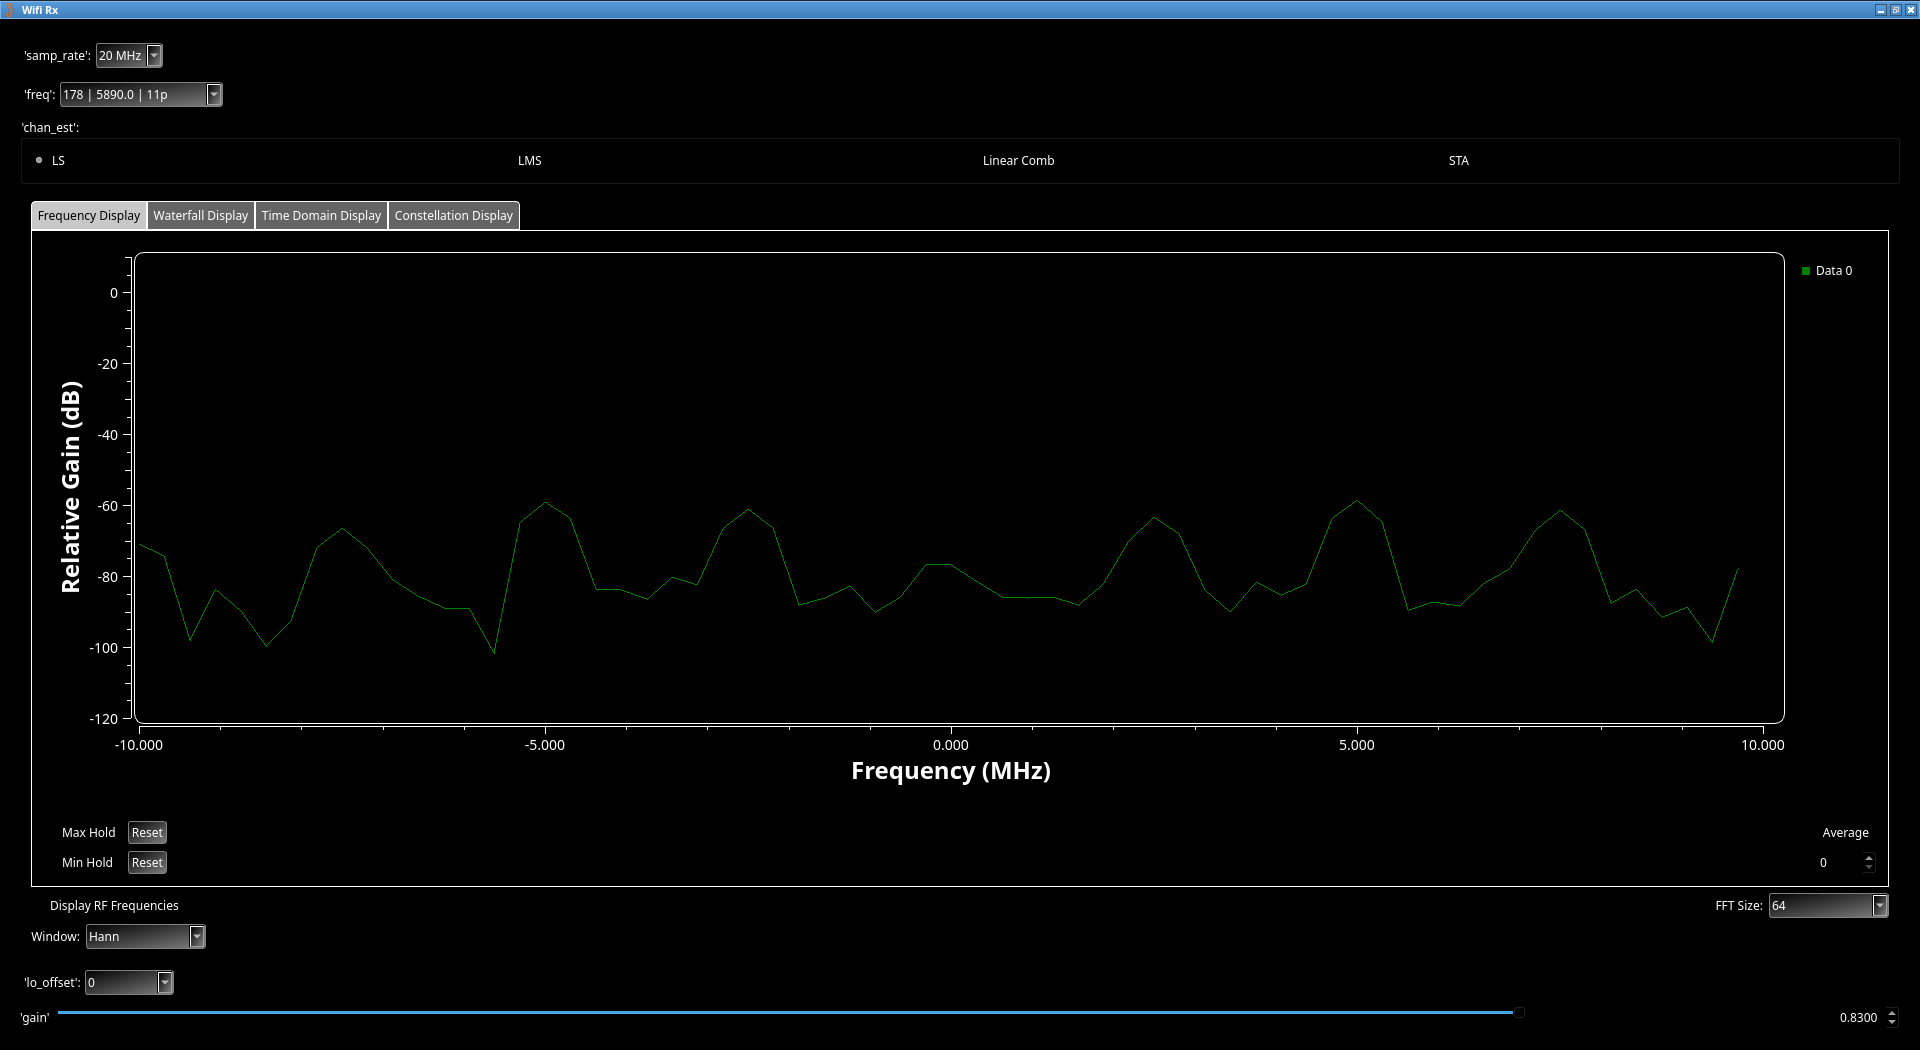 Wifi Rx
'samp_rate': 20 MHz
'freq': 178 | 5890.0 | 11p
'chan_est':
LS LMS Linear Comb STA
Frequency Display Waterfall Display Time Domain Display Constellation Display
Data 0
0
-20
-40
-60
-80
-100
-120
Relative Gain (dB)
-10.000 -5.000 0.000 5.000 10.000
Frequency (MHz)
Max Hold Reset Average
Min Hold Reset 0
Display RF Frequencies FFT Size: 64
Window: Hann
'lo_offset': 0
'gain' 0.8300